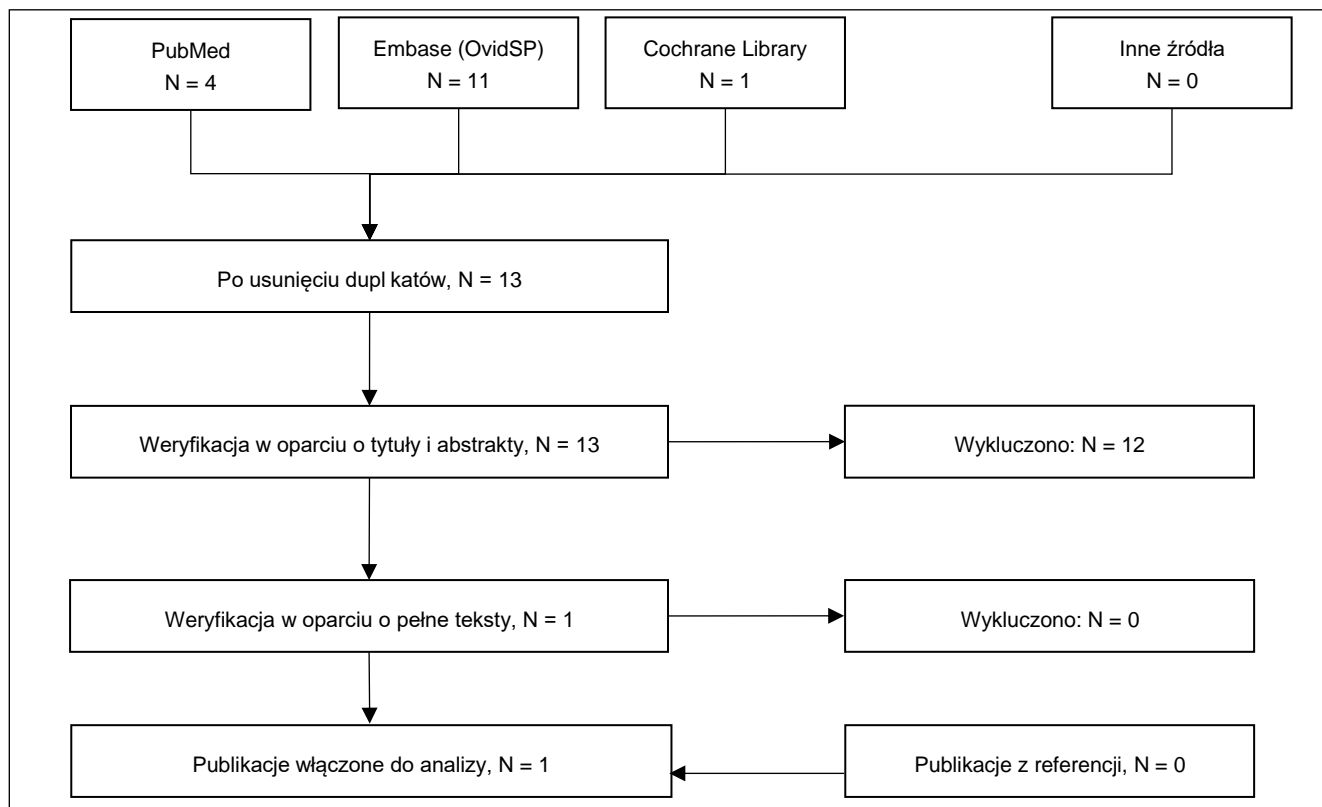 PubMed
N = 4
Embase (OvidSP)
N = 11
Cochrane Library
N = 1
Inne źródła
N = 0
Po usunięciu dupl katów, N = 13
Weryfikacja w oparciu o tytuły i abstrakty, N = 13
Wykluczono: N = 12
Weryfikacja w oparciu o pełne teksty, N = 1
Wykluczono: N = 0
Publikacje włączone do analizy, N = 1
Publikacje z referencji, N = 0